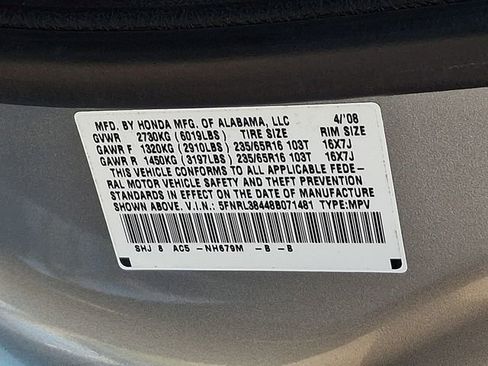 MFD. BY HONDA MFG. OF ALABAMA, LLC 4/'08
GVWR 2730KG (6019LBS) TIRE SIZE RIM SIZE
GAWR F 1320KG (2910LBS) 235/65R16 103T 16X7J
GAWR R 1450KG (3197LBS) 235/65R16 103T 16X7J
THIS VEHICLE CONFORMS TO ALL APPLICABLE FEDE-
RAL MOTOR VEHICLE SAFETY AND THEFT PREVENTION
STANDARDS IN EFFECT ON THE DATE OF MANUFACTURE
SHOWN ABOVE. V.I.N.: 5FNRL38448B071481 TYPE:MPV
SHJ 8 AC5 -NH679M -B -B